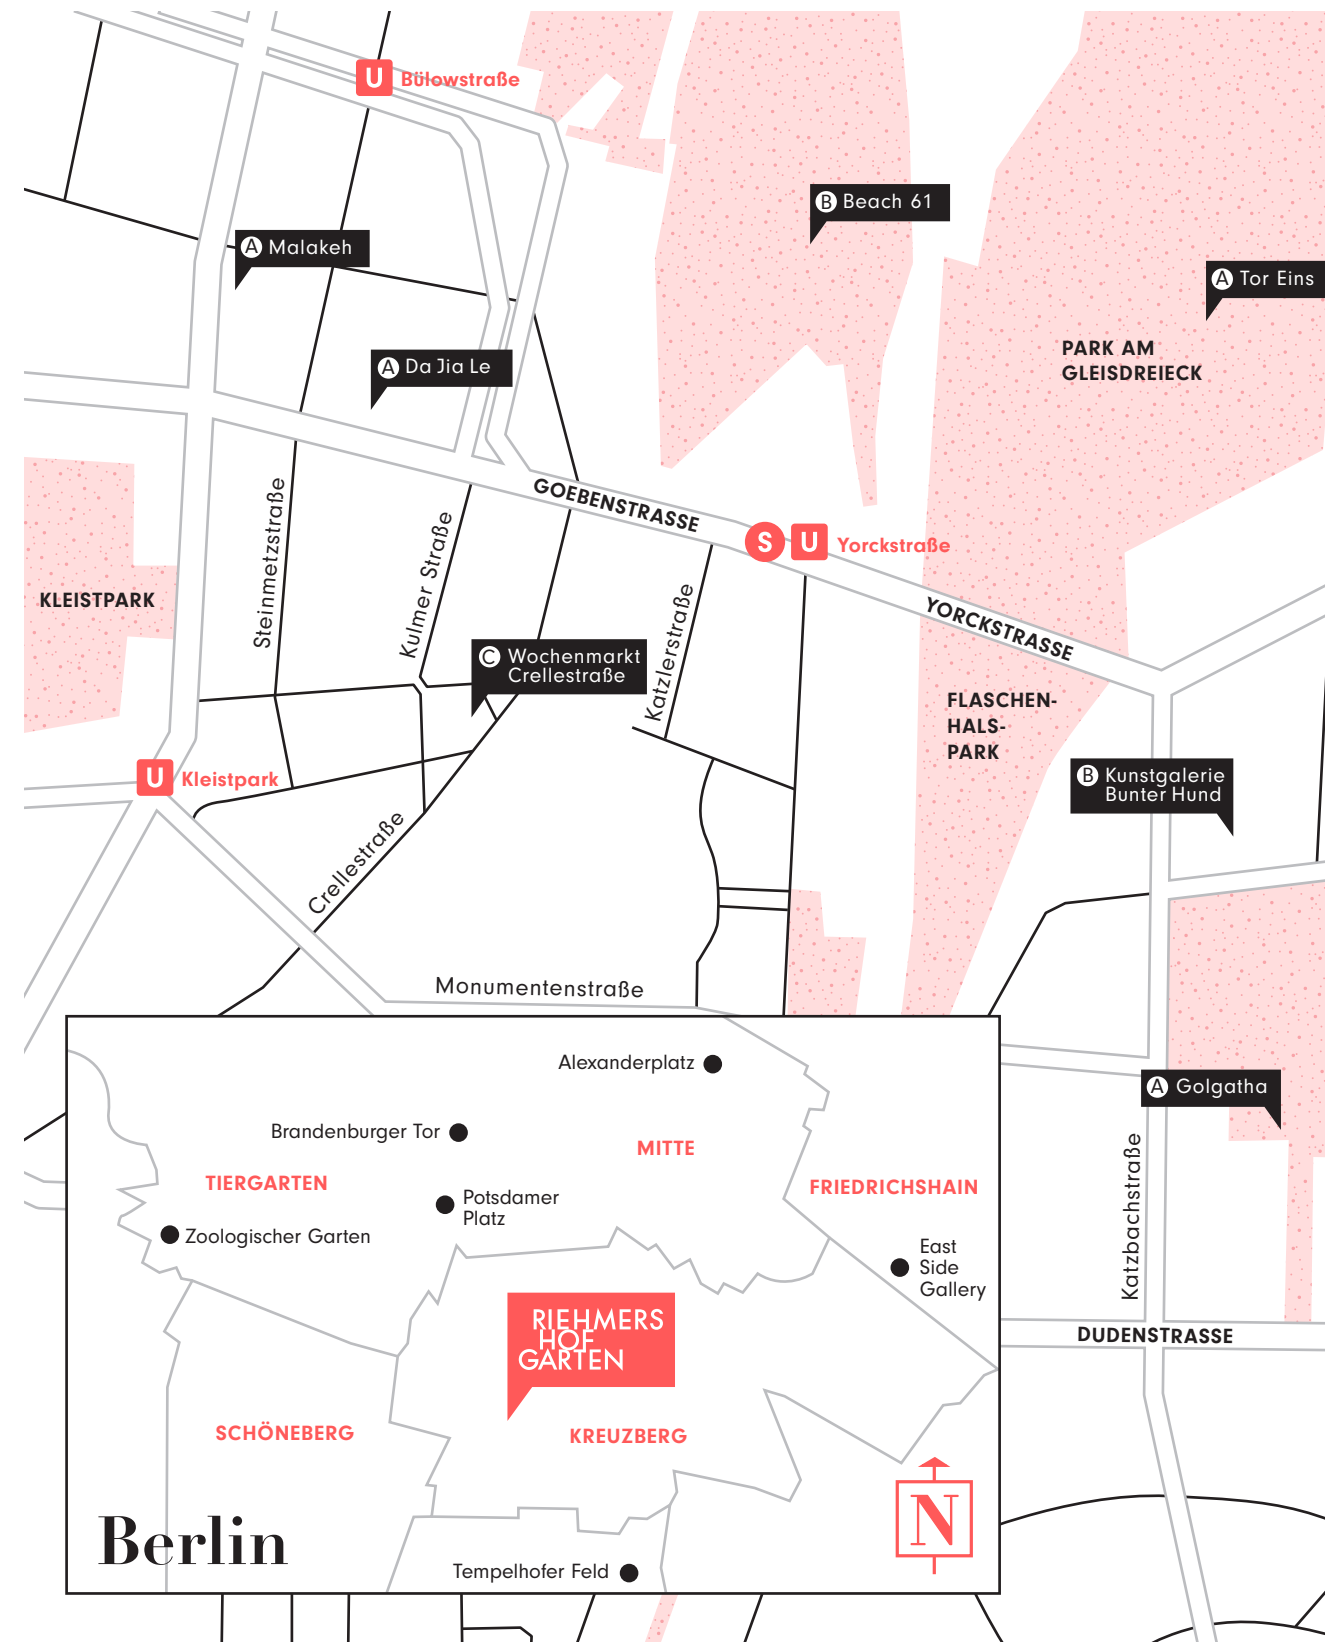 U Bülowstraße
B Beach 61
A Malakeh
A Tor Eins
PARK AM
GLEISDREIECK
A Da Jia Le
GOEBENSTRASSE
S U Yorckstraße
Steinmetzstraße
Kulmer Straße
KLEISTPARK
Katzlerstraße
YORCKSTRASSE
C Wochenmarkt
Crellestraße
FLASCHEN-
HALS-
PARK
U Kleistpark
B Kunstgalerie
Bunter Hund
Crellestraße
Monumentenstraße
Alexanderplatz
A Golgatha
Brandenburger Tor
MITTE
TIERGARTEN
FRIEDRICHSHAIN
Potsdamer
Platz
Zoologischer Garten
East
Side
Gallery
Katzbachstraße
RIEHMERS
HOF
GARTEN
DUDENSTRASSE
SCHÖNEBERG
KREUZBERG
N
Berlin
Tempelhofer Feld